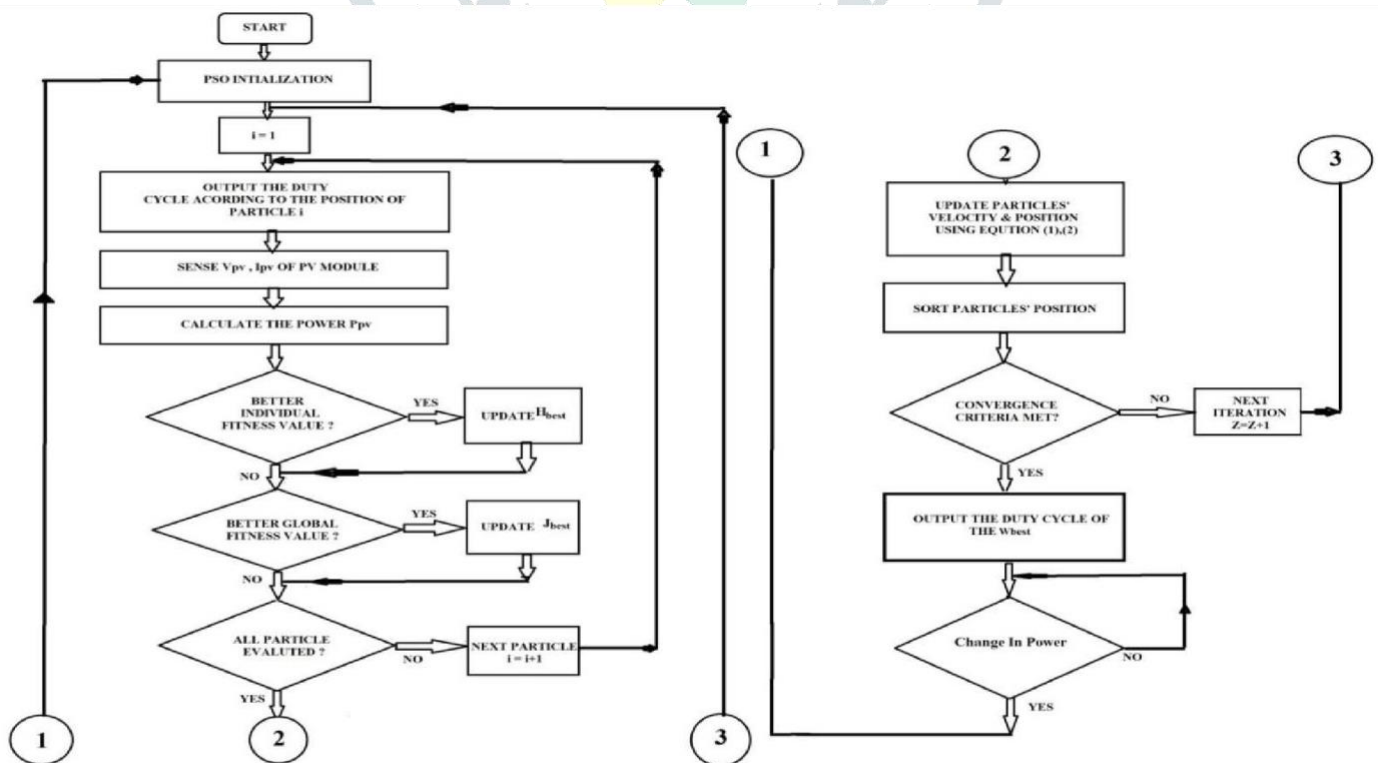 START
PSO INTIALIZATION
i = 1
OUTPUT THE DUTY
CYCLE ACORDING TO THE POSITION OF
PARTICLE i
SENSE Vpv , Ipv OF PV MODULE
CALCULATE THE POWER Ppv
BETTER
INDIVIDUAL
FITNESS VALUE ?
YES
UPDATE Hbest
NO
BETTER GLOBAL
FITNESS VALUE ?
YES
UPDATE Jbest
NO
ALL PARTICLE
EVALUTED ?
NO
NEXT PARTICLE
i = i+1
YES
1
2
3
1
2
3
UPDATE PARTICLES'
VELOCITY & POSITION
USING EQUTION (1),(2)
SORT PARTICLES' POSITION
CONVERGENCE
CRITERIA MET?
NO
NEXT
ITERATION
Z=Z+1
YES
OUTPUT THE DUTY CYCLE OF
THE Wbest
Change In Power
NO
YES